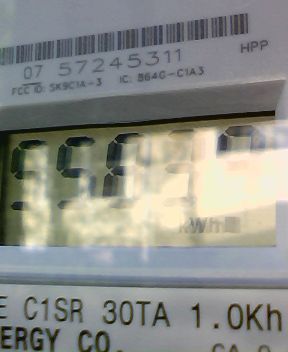 HPP
07 57245311
FCC ID: SK9C1A-3 IC: 864G-C1A3
kWh
E C1SR 30TA 1.0Kh
ERGY CO.